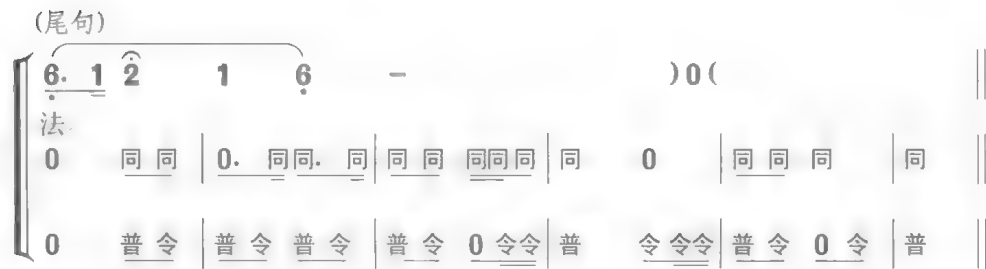 (尾句)
6. 1 2 1 6 - )0(
法
0 同 同 | 0. 同 同. 同 | 同 同 同同同 | 同 0 | 同 同 同 | 同
0 普 令 | 普 令 普 令 | 普 令 0 令令 | 普 令 令令 | 普 令 0 令 | 普